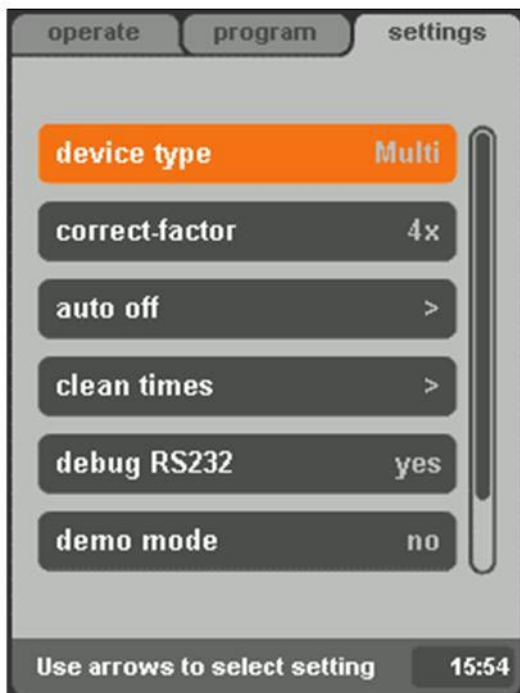 operate program settings
device type Multi
correct-factor 4x
auto off >
clean times >
debug RS232 yes
demo mode no
Use arrows to select setting 15:54